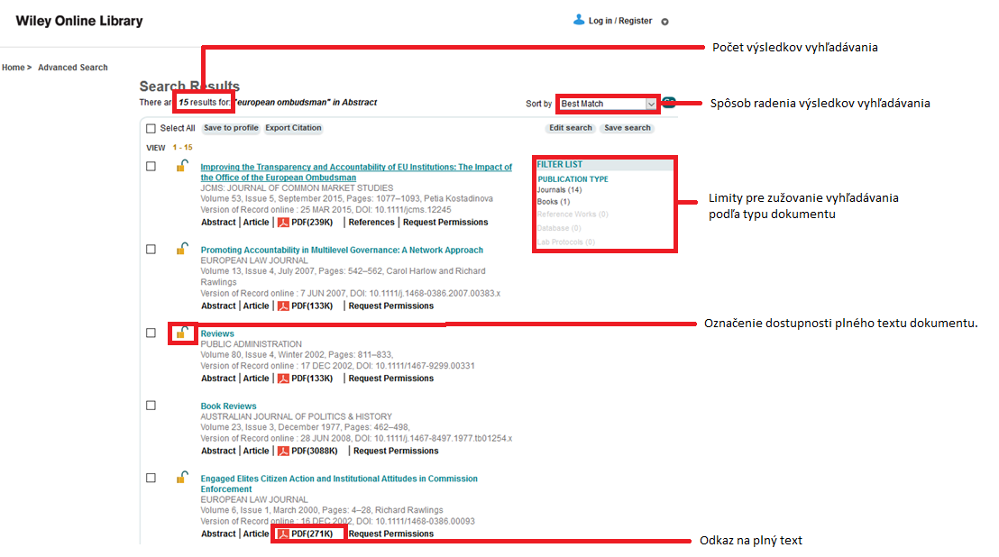 Wiley Online Library
Log in / Register
Počet výsledkov vyhľadávania
Home > Advanced Search
Search Results
There are 15 results for: "european ombudsman" in Abstract
Sort by Best Match
Spôsob radenia výsledkov vyhľadávania
Select All Save to profile Export Citation
Edit search Save search
VIEW 1 - 15
Improving the Transparency and Accountability of EU Institutions: The Impact of
the Office of the European Ombudsman
JCMS: JOURNAL OF COMMON MARKET STUDIES
Volume 53, Issue 5, September 2015, Pages: 1077–1093, Petia Kostadinova
Version of Record online : 25 MAR 2015, DOI: 10.1111/jcms.12245
Abstract | Article | PDF(239K) | References | Request Permissions
FILTER LIST
PUBLICATION TYPE
Journals (14)
Books (1)
Reference Works (0)
Database (0)
Lab Protocols (0)
Limity pre zužovanie vyhľadávania
podľa typu dokumentu
Promoting Accountability in Multilevel Governance: A Network Approach
EUROPEAN LAW JOURNAL
Volume 13, Issue 4, July 2007, Pages: 542–562, Carol Harlow and Richard
Rawlings
Version of Record online : 7 JUN 2007, DOI: 10.1111/j.1468-0386.2007.00383.x
Abstract | Article | PDF(133K) | Request Permissions
Označenie dostupnosti plného textu dokumentu.
Reviews
PUBLIC ADMINISTRATION
Volume 80, Issue 4, Winter 2002, Pages: 811–833,
Version of Record online : 17 DEC 2002, DOI: 10.1111/1467-9299.00331
Abstract | Article | PDF(133K) | Request Permissions
Book Reviews
AUSTRALIAN JOURNAL OF POLITICS & HISTORY
Volume 23, Issue 3, December 1977, Pages: 462–498,
Version of Record online : 28 JUN 2008, DOI: 10.1111/j.1467-8497.1977.tb01254.x
Abstract | Article | PDF(3088K) | Request Permissions
Engaged Elites Citizen Action and Institutional Attitudes in Commission
Enforcement
EUROPEAN LAW JOURNAL
Volume 6, Issue 1, March 2000, Pages: 4–28, Richard Rawlings
Version of Record online : 16 DEC 2002, DOI: 10.1111/1468-0386.00093
Abstract | Article | PDF(271K) Request Permissions
Odkaz na plný text